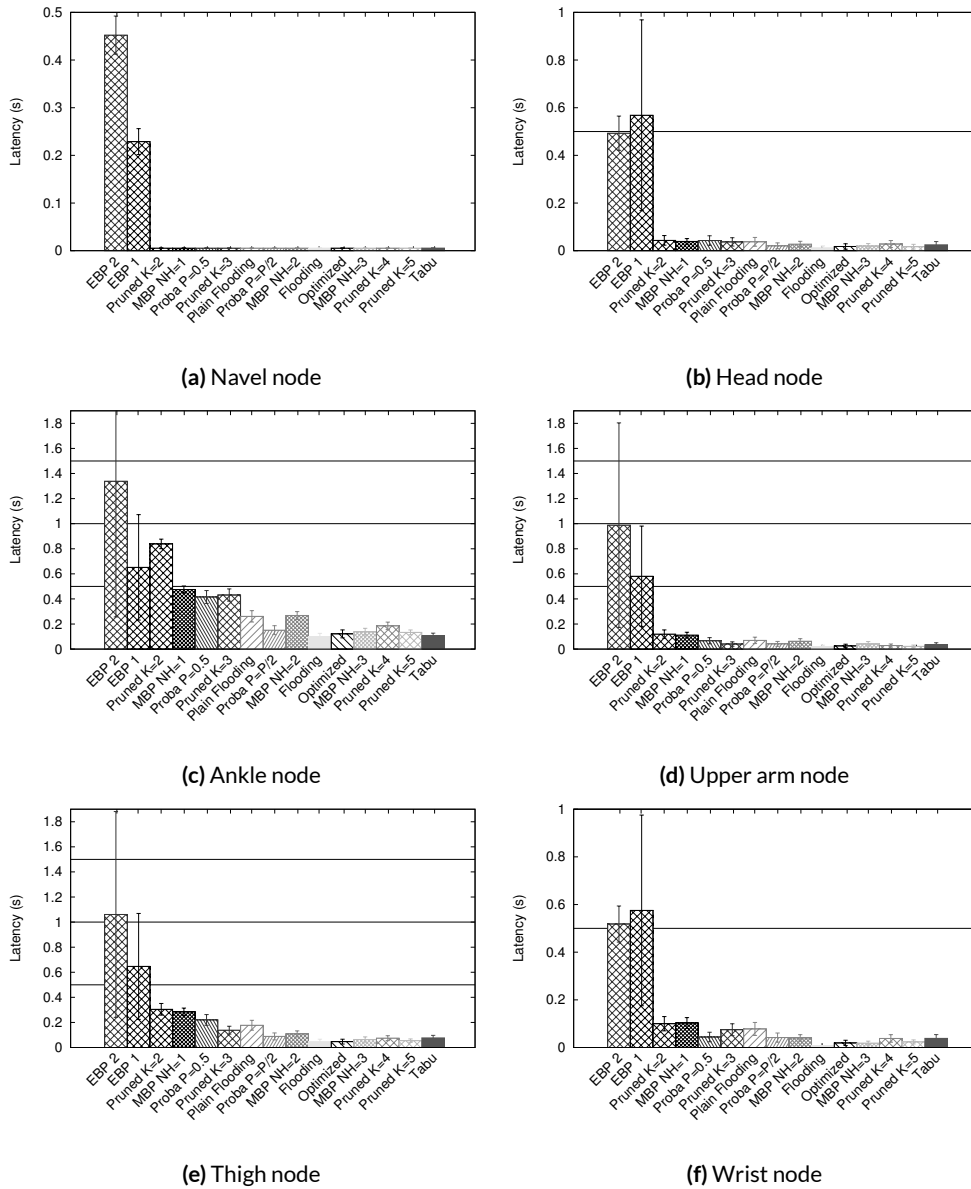 0.5
0.4
0.3
0.2
0.1
0
Latency (s)
EBP 2
EBP 1
Pruned K=2
MBP NH=1
Proba P=0.5
Pruned K=3
Plain Flooding
Proba P=P/2
MBP NH=2
Flooding
Optimized
MBP NH=3
Pruned K=4
Pruned K=5
Tabu
(a) Navel node
1
0.8
0.6
0.4
0.2
0
Latency (s)
EBP 2
EBP 1
Pruned K=2
MBP NH=1
Proba P=0.5
Pruned K=3
Plain Flooding
Proba P=P/2
MBP NH=2
Flooding
Optimized
MBP NH=3
Pruned K=4
Pruned K=5
Tabu
(b) Head node
1.8
1.6
1.4
1.2
1
0.8
0.6
0.4
0.2
0
Latency (s)
EBP 2
EBP 1
Pruned K=2
MBP NH=1
Proba P=0.5
Pruned K=3
Plain Flooding
Proba P=P/2
MBP NH=2
Flooding
Optimized
MBP NH=3
Pruned K=4
Pruned K=5
Tabu
(c) Ankle node
1.8
1.6
1.4
1.2
1
0.8
0.6
0.4
0.2
0
Latency (s)
EBP 2
EBP 1
Pruned K=2
MBP NH=1
Proba P=0.5
Pruned K=3
Plain Flooding
Proba P=P/2
MBP NH=2
Flooding
Optimized
MBP NH=3
Pruned K=4
Pruned K=5
Tabu
(d) Upper arm node
1.8
1.6
1.4
1.2
1
0.8
0.6
0.4
0.2
0
Latency (s)
EBP 2
EBP 1
Pruned K=2
MBP NH=1
Proba P=0.5
Pruned K=3
Plain Flooding
Proba P=P/2
MBP NH=2
Flooding
Optimized
MBP NH=3
Pruned K=4
Pruned K=5
Tabu
(e) Thigh node
1
0.8
0.6
0.4
0.2
0
Latency (s)
EBP 2
EBP 1
Pruned K=2
MBP NH=1
Proba P=0.5
Pruned K=3
Plain Flooding
Proba P=P/2
MBP NH=2
Flooding
Optimized
MBP NH=3
Pruned K=4
Pruned K=5
Tabu
(f) Wrist node